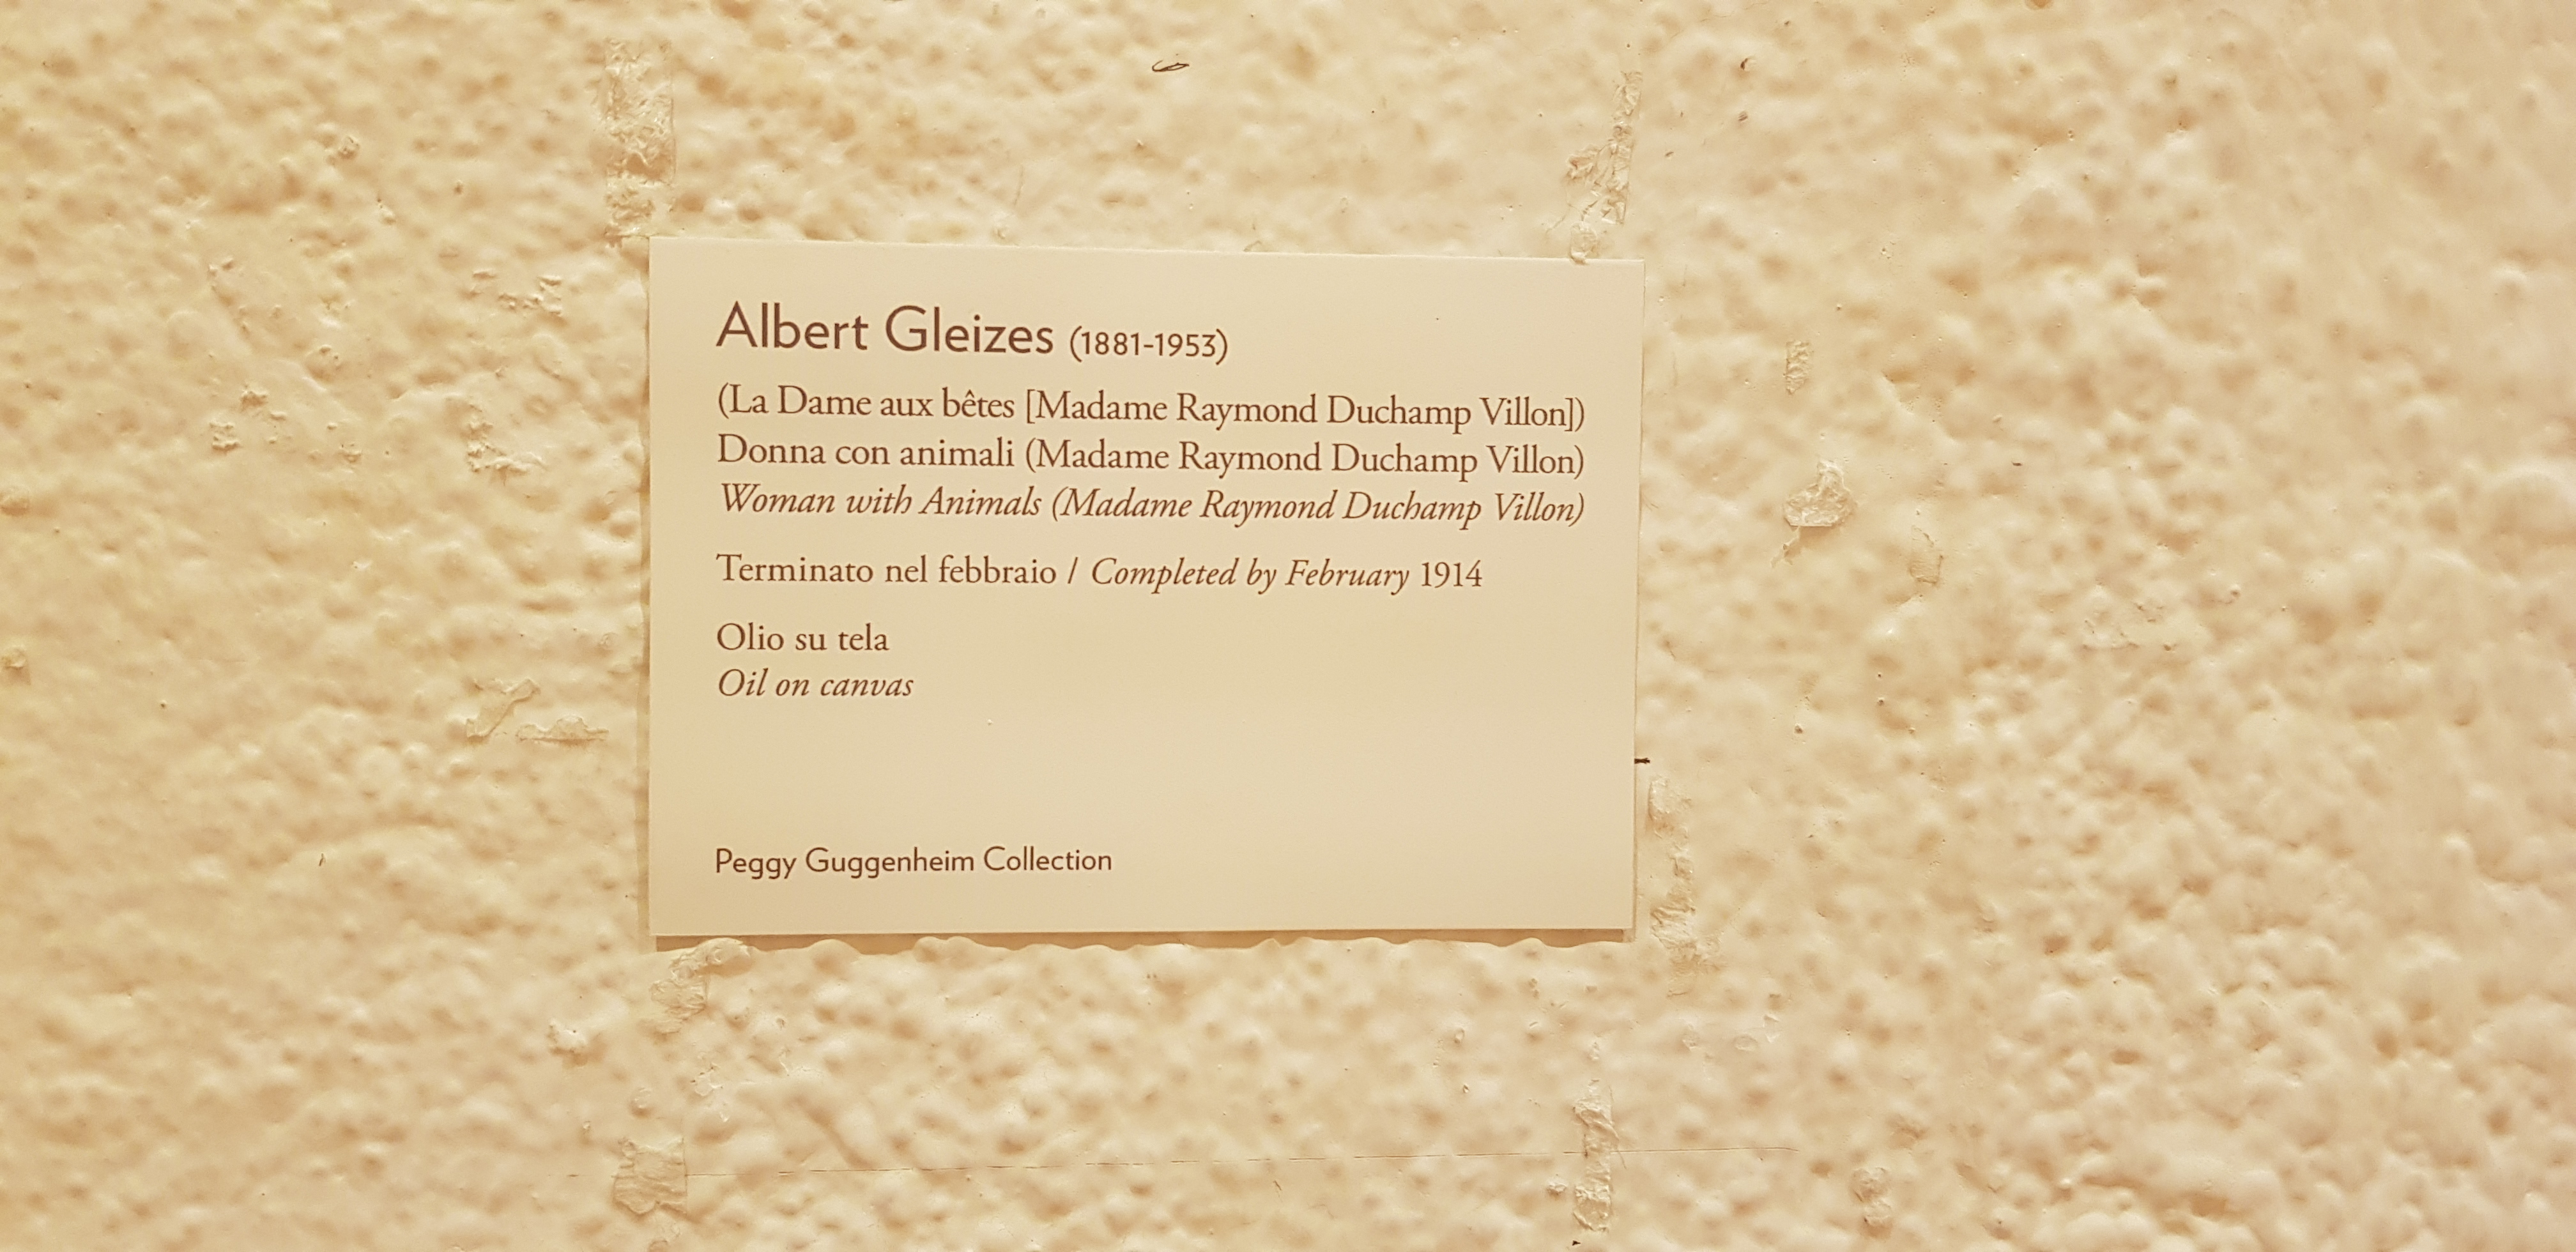 Albert Gleizes (1881-1953)
(La Dame aux bêtes [Madame Raymond Duchamp Villon])
Donna con animali (Madame Raymond Duchamp Villon)
Woman with Animals (Madame Raymond Duchamp Villon)
Terminato nel febbraio / Completed by February 1914
Olio su tela
Oil on canvas
Peggy Guggenheim Collection